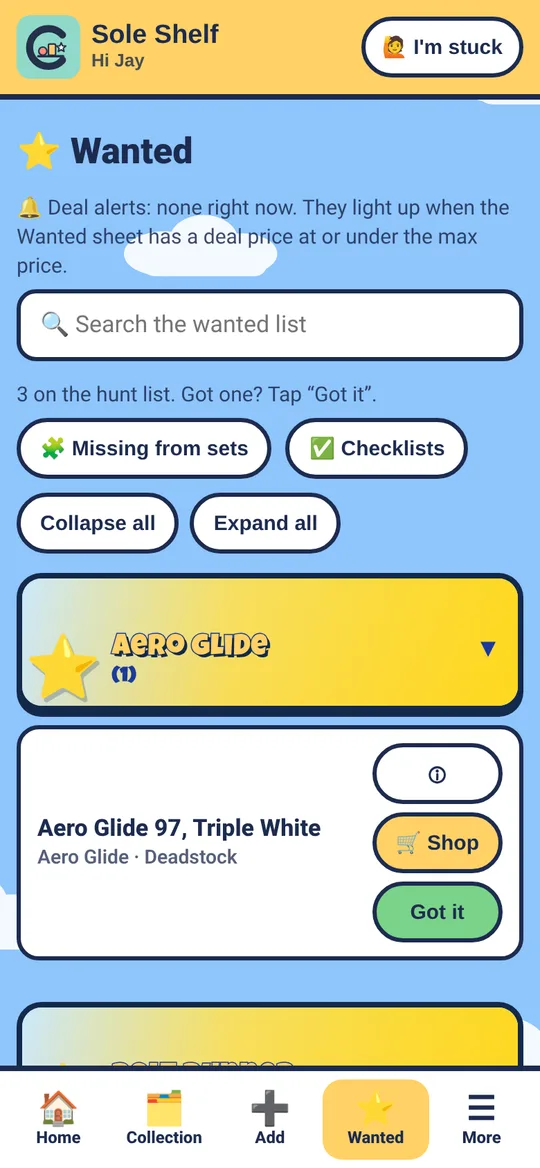 Sole Shelf
Hi Jay
🙋 I'm stuck
⭐ Wanted
🔔 Deal alerts: none right now. They light up when the
Wanted sheet has a deal price at or under the max
price.
🔍 Search the wanted list
3 on the hunt list. Got one? Tap “Got it”.
🧩 Missing from sets
✅ Checklists
Collapse all
Expand all
Aero Glide
(1)
▼
ⓘ
Aero Glide 97, Triple White
Aero Glide · Deadstock
🛒 Shop
Got it
Home
Collection
Add
Wanted
More